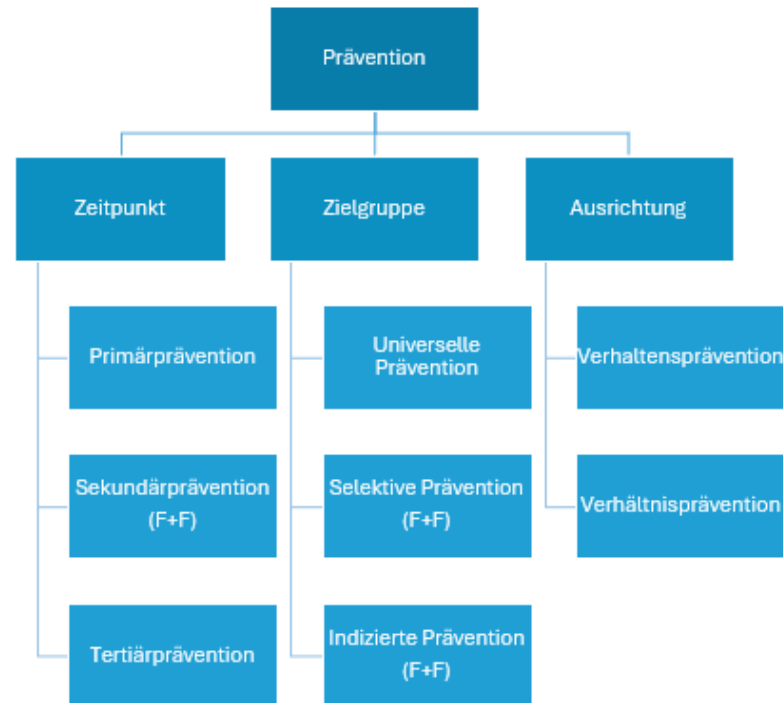 Prävention
Zeitpunkt
Zielgruppe
Ausrichtung
Primärprävention
Universelle
Prävention
Verhaltensprävention
Sekundärprävention
(F+F)
Selektive Prävention
(F+F)
Verhältnisprävention
Tertiärprävention
Indizierte Prävention
(F+F)